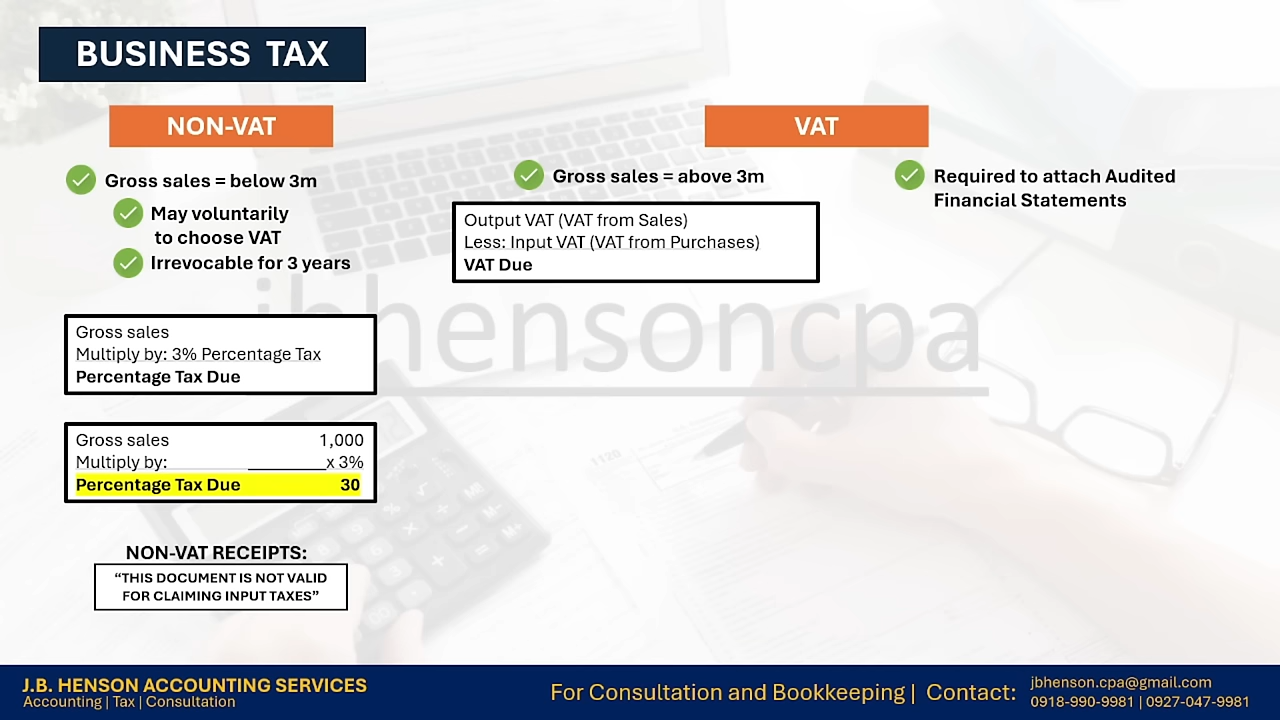 BUSINESS TAX
NON-VAT
Gross sales = below 3m
May voluntarily
to choose VAT
Irrevocable for 3 years
Gross sales
Multiply by: 3% Percentage Tax
Percentage Tax Due
Gross sales 1,000
Multiply by: x 3%
Percentage Tax Due 30
NON-VAT RECEIPTS:
“THIS DOCUMENT IS NOT VALID
FOR CLAIMING INPUT TAXES”
VAT
Gross sales = above 3m
Output VAT (VAT from Sales)
Less: Input VAT (VAT from Purchases)
VAT Due
Required to attach Audited
Financial Statements
jbhensoncpa
J.B. HENSON ACCOUNTING SERVICES
Accounting | Tax | Consultation
For Consultation and Bookkeeping | Contact:
jbhenson.cpa@gmail.com
0918-990-9981 | 0927-047-9981